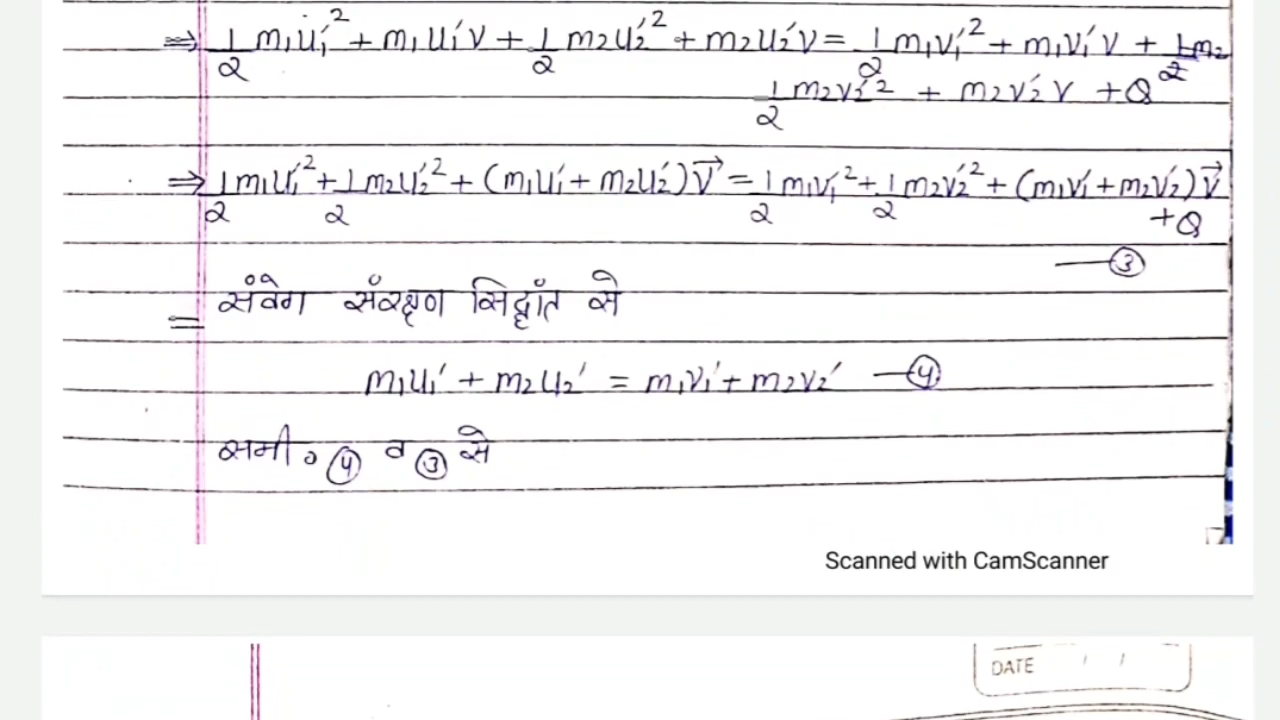 ⇒ 1/2 m₁u₁′² + m₁u₁′v + 1/2 m₂u₂′² + m₂u₂′v = 1/2 m₁v₁′² + m₁v₁′v + 1/2 m₂
1/2 m₂v₂′² + m₂v₂′v + Q
⇒ 1/2 m₁u₁′² + 1/2 m₂u₂′² + (m₁u₁′ + m₂u₂′)v⃗ = 1/2 m₁v₁′² + 1/2 m₂v₂′² + (m₁v₁′ + m₂v₂′)v⃗
+ Q
—③
= संवेग संरक्षण सिद्धाँत से
m₁u₁′ + m₂u₂′ = m₁v₁′ + m₂v₂′ —④
समी० ④ व ③ से
Scanned with CamScanner
DATE / /